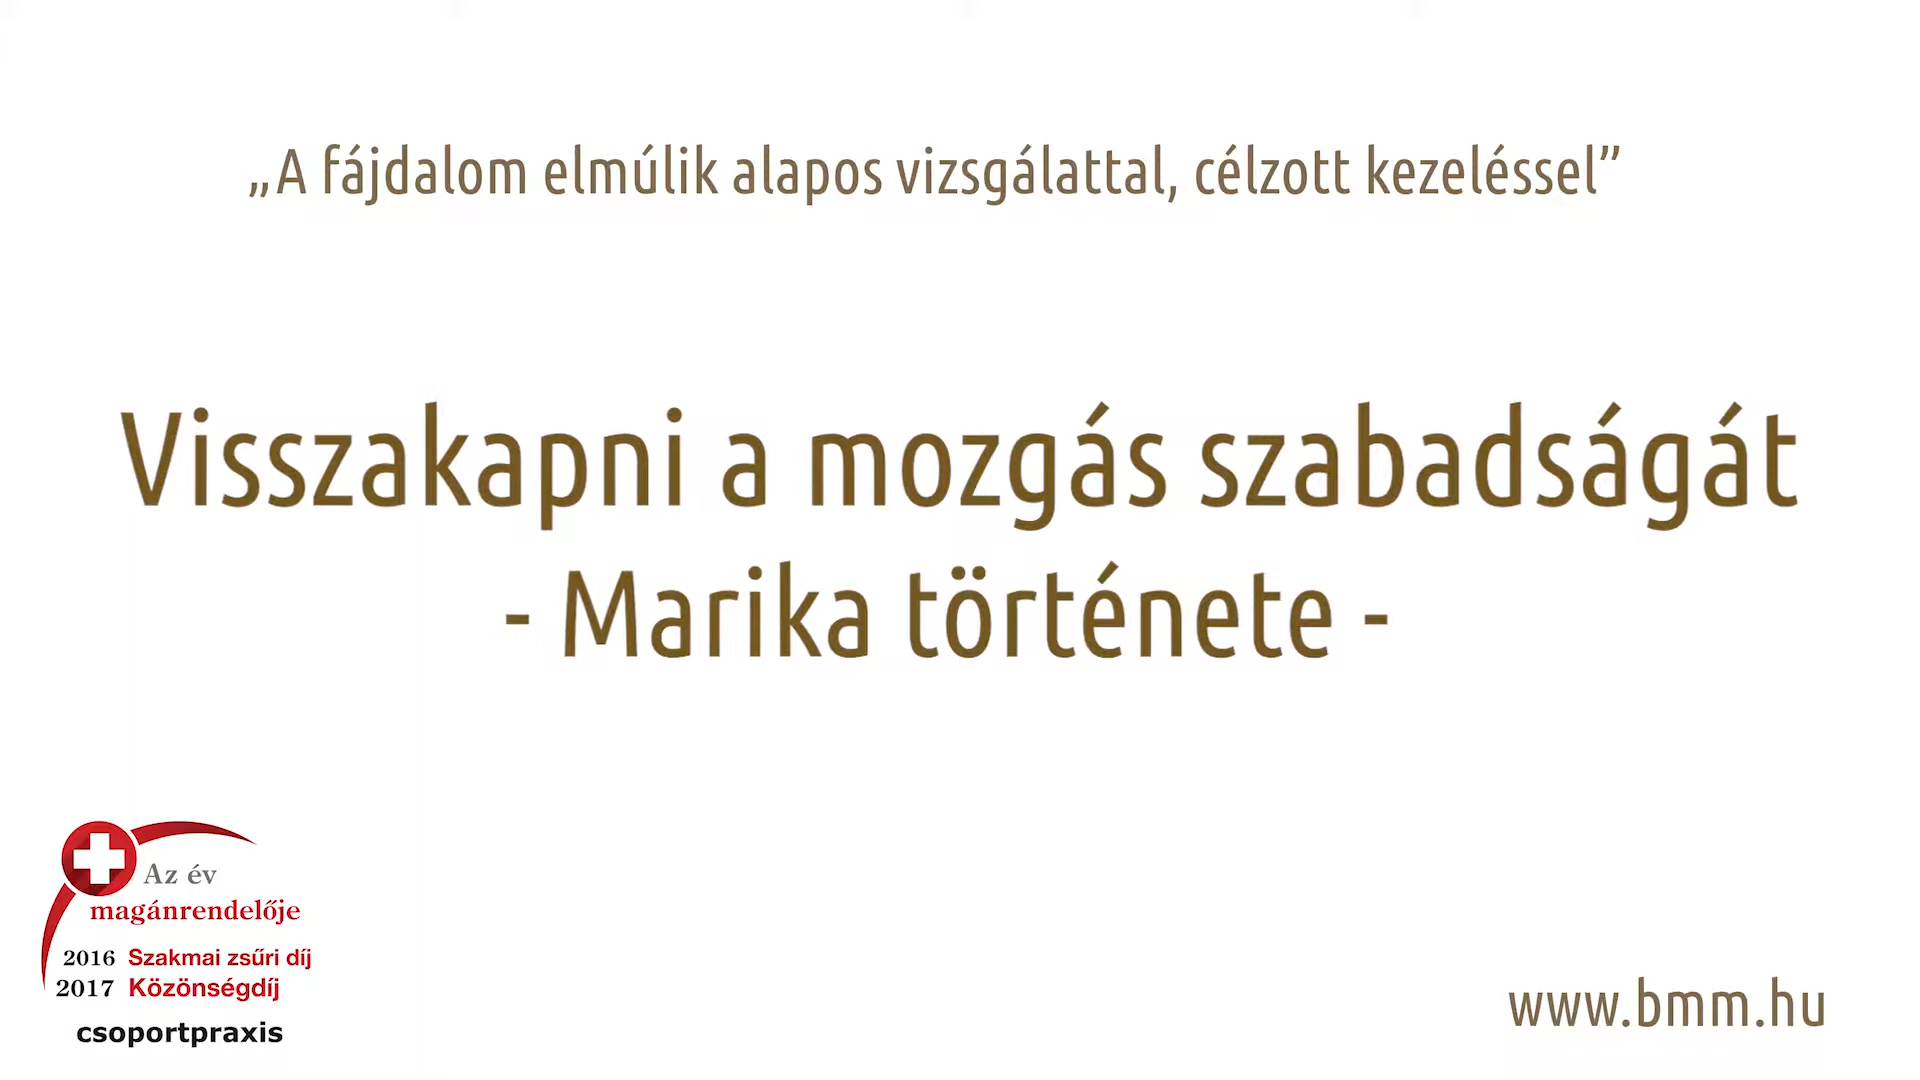 „A fájdalom elmúlik alapos vizsgálattal, célzott kezeléssel”
Visszakapni a mozgás szabadságát
- Marika története -
Az év
magánrendelője
2016 Szakmai zsűri díj
2017 Közönségdíj
csoportpraxis
www.bmm.hu